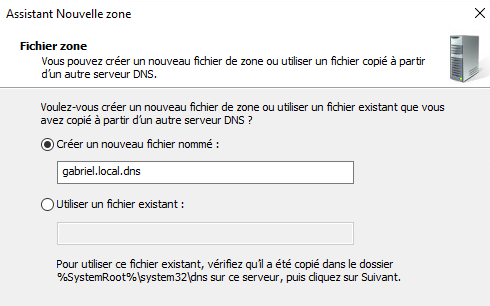 Assistant Nouvelle zone
Fichier zone
Vous pouvez créer un nouveau fichier de zone ou utiliser un fichier copié à partir
d'un autre serveur DNS.
Voulez-vous créer un nouveau fichier de zone ou utiliser un fichier existant que vous
avez copié à partir d'un autre serveur DNS ?
Créer un nouveau fichier nommé :
gabriel.local.dns
Utiliser un fichier existant :
Pour utiliser ce fichier existant, vérifiez qu'il a été copié dans le dossier
%SystemRoot%\system32\dns sur ce serveur, puis cliquez sur Suivant.